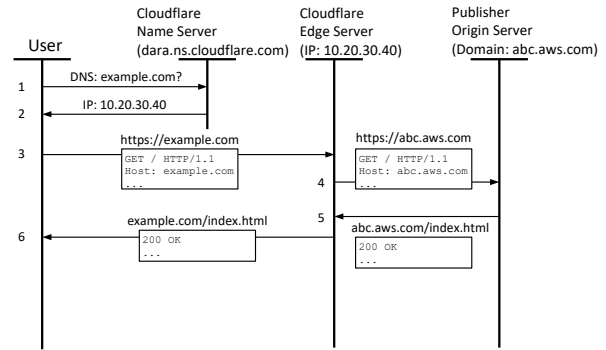 User
Cloudflare
Name Server
(dara.ns.cloudflare.com)
Cloudflare
Edge Server
(IP: 10.20.30.40)
Publisher
Origin Server
(Domain: abc.aws.com)
1
DNS: example.com?
2
IP: 10.20.30.40
3
https://example.com
GET / HTTP/1.1
Host: example.com
...
https://abc.aws.com
GET / HTTP/1.1
Host: abc.aws.com
...
4
5
abc.aws.com/index.html
200 OK
...
6
example.com/index.html
200 OK
...